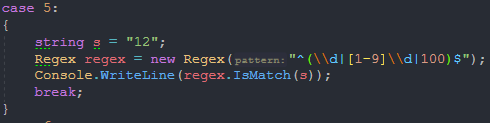 case 5:
{
string s = "12";
Regex regex = new Regex(pattern: "^(\\d|[1-9]\\d|100)$");
Console.WriteLine(regex.IsMatch(s));
break;
}